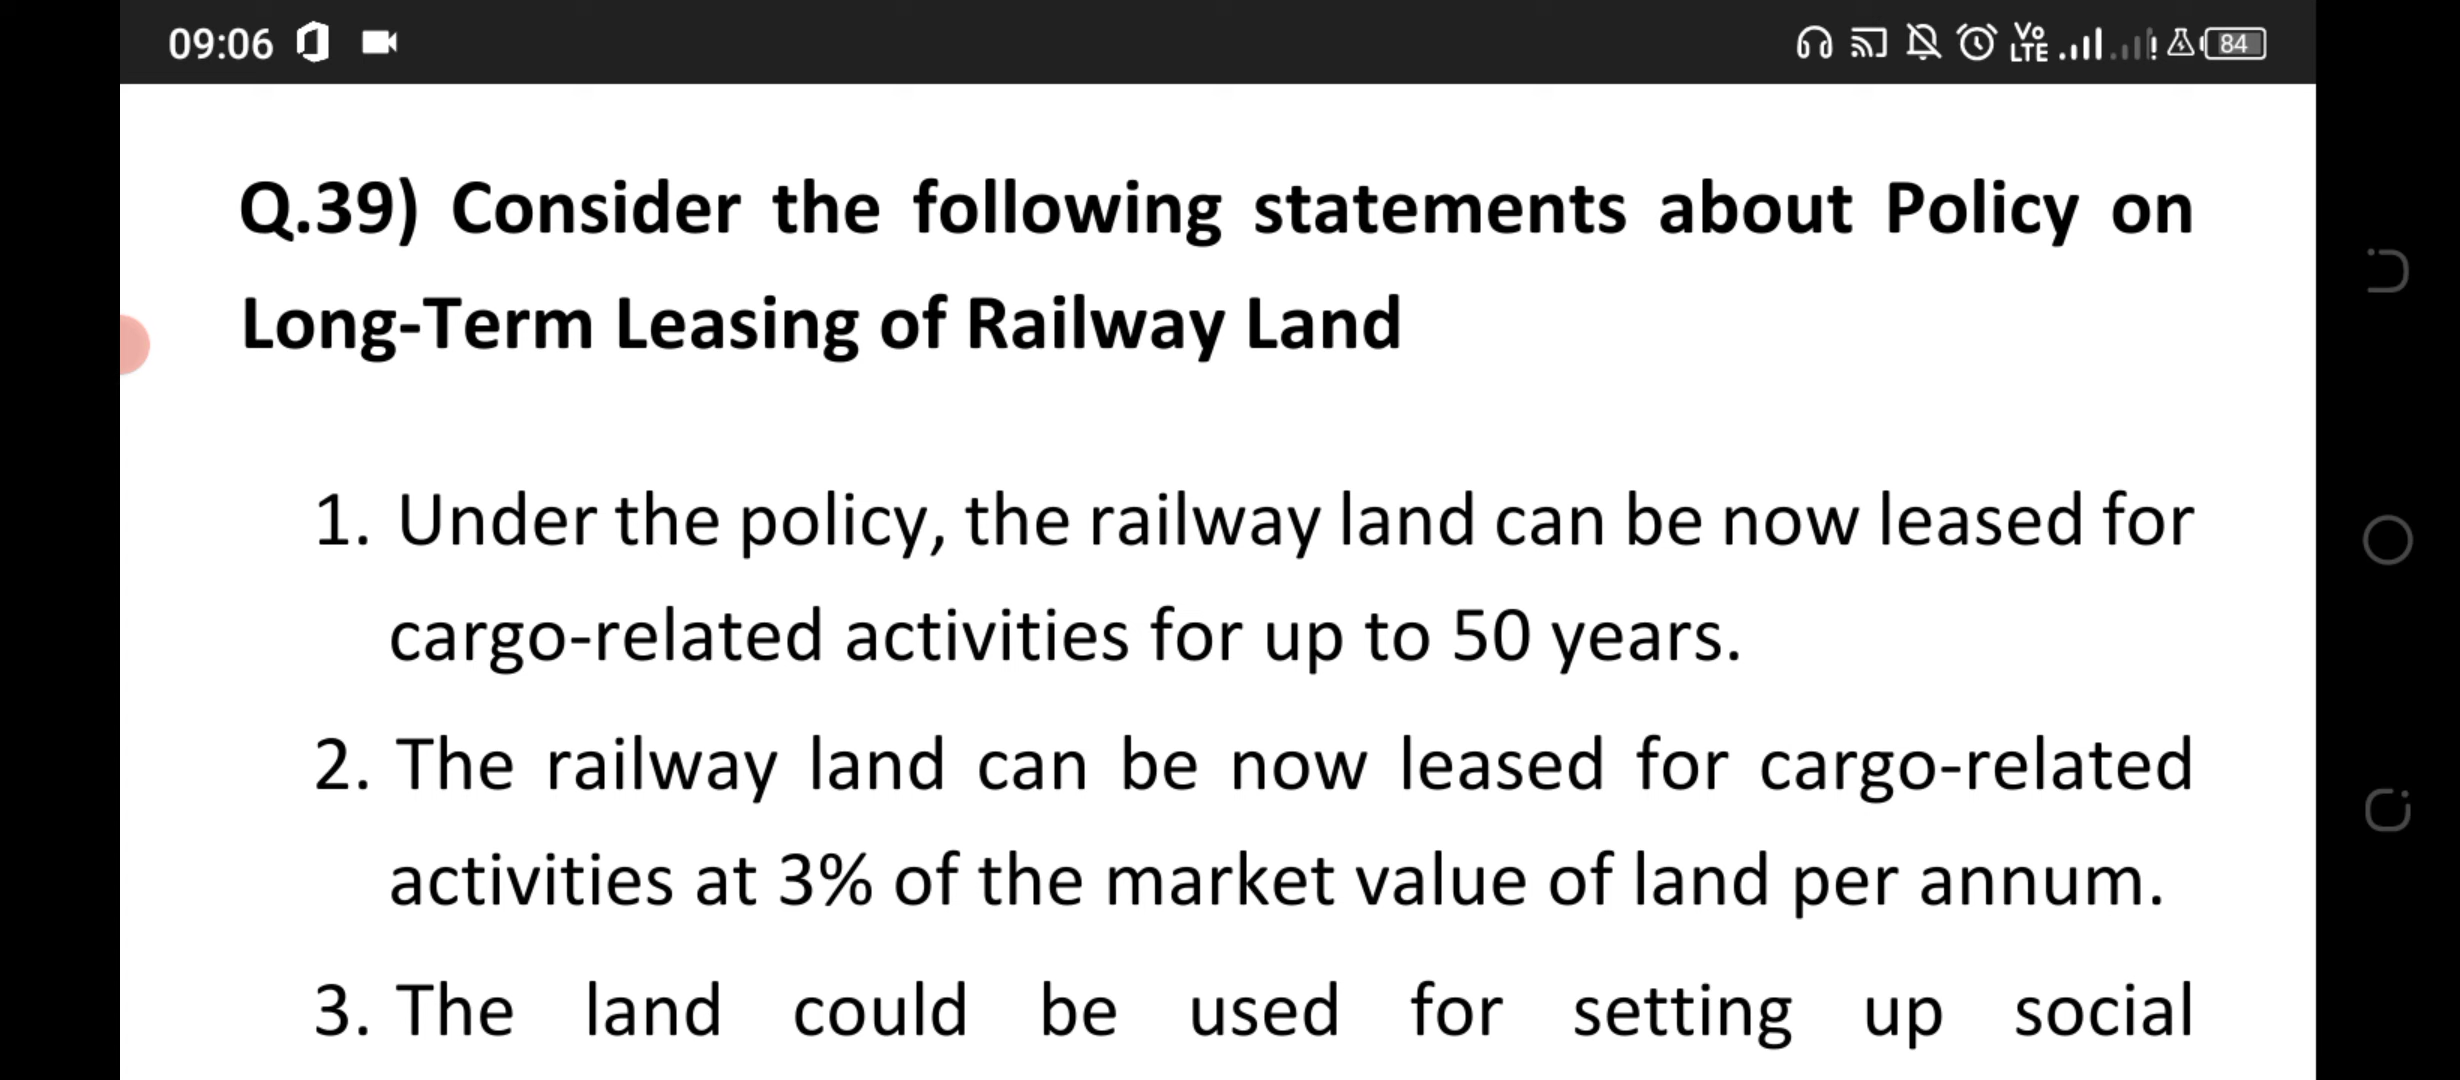 09:06 Vo LTE 84
Q.39) Consider the following statements about Policy on
Long-Term Leasing of Railway Land
1. Under the policy, the railway land can be now leased for
cargo-related activities for up to 50 years.
2. The railway land can be now leased for cargo-related
activities at 3% of the market value of land per annum.
3. The land could be used for setting up social